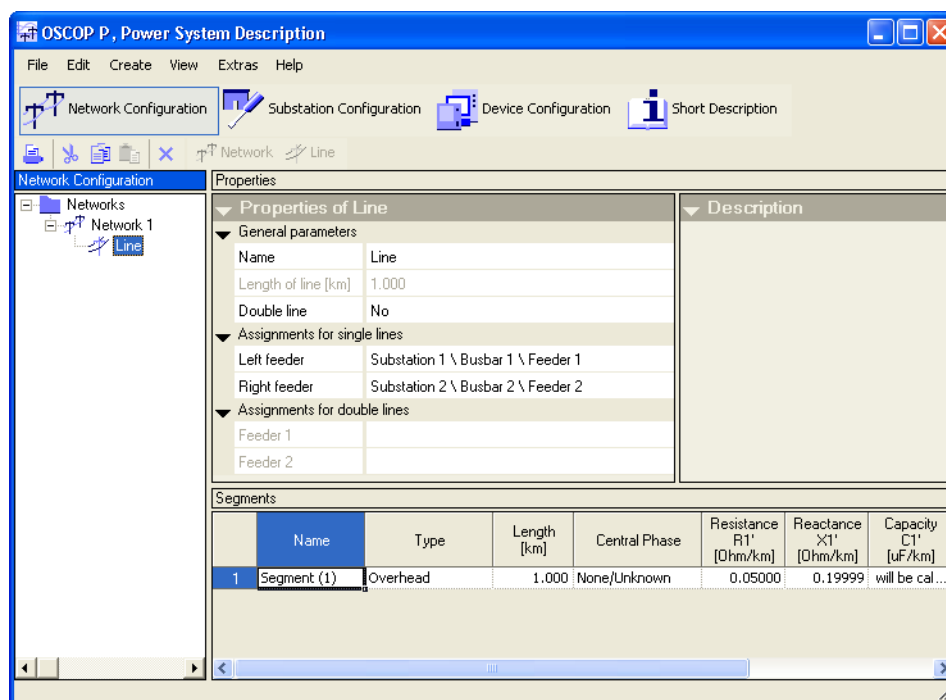 OSCOP P, Power System Description
File Edit Create View Extras Help
Network Configuration Substation Configuration Device Configuration Short Description
Network Line
Network Configuration
Networks
Network 1
Line
Properties
Properties of Line
General parameters
Name Line
Length of line [km] 1.000
Double line No
Assignments for single lines
Left feeder Substation 1 \ Busbar 1 \ Feeder 1
Right feeder Substation 2 \ Busbar 2 \ Feeder 2
Assignments for double lines
Feeder 1
Feeder 2
Description
Segments
Name Type Length [km] Central Phase Resistance R1' [Ohm/km] Reactance X1' [Ohm/km] Capacity C1' [uF/km]
1 Segment (1) Overhead 1.000 None/Unknown 0.05000 0.19999 will be cal...